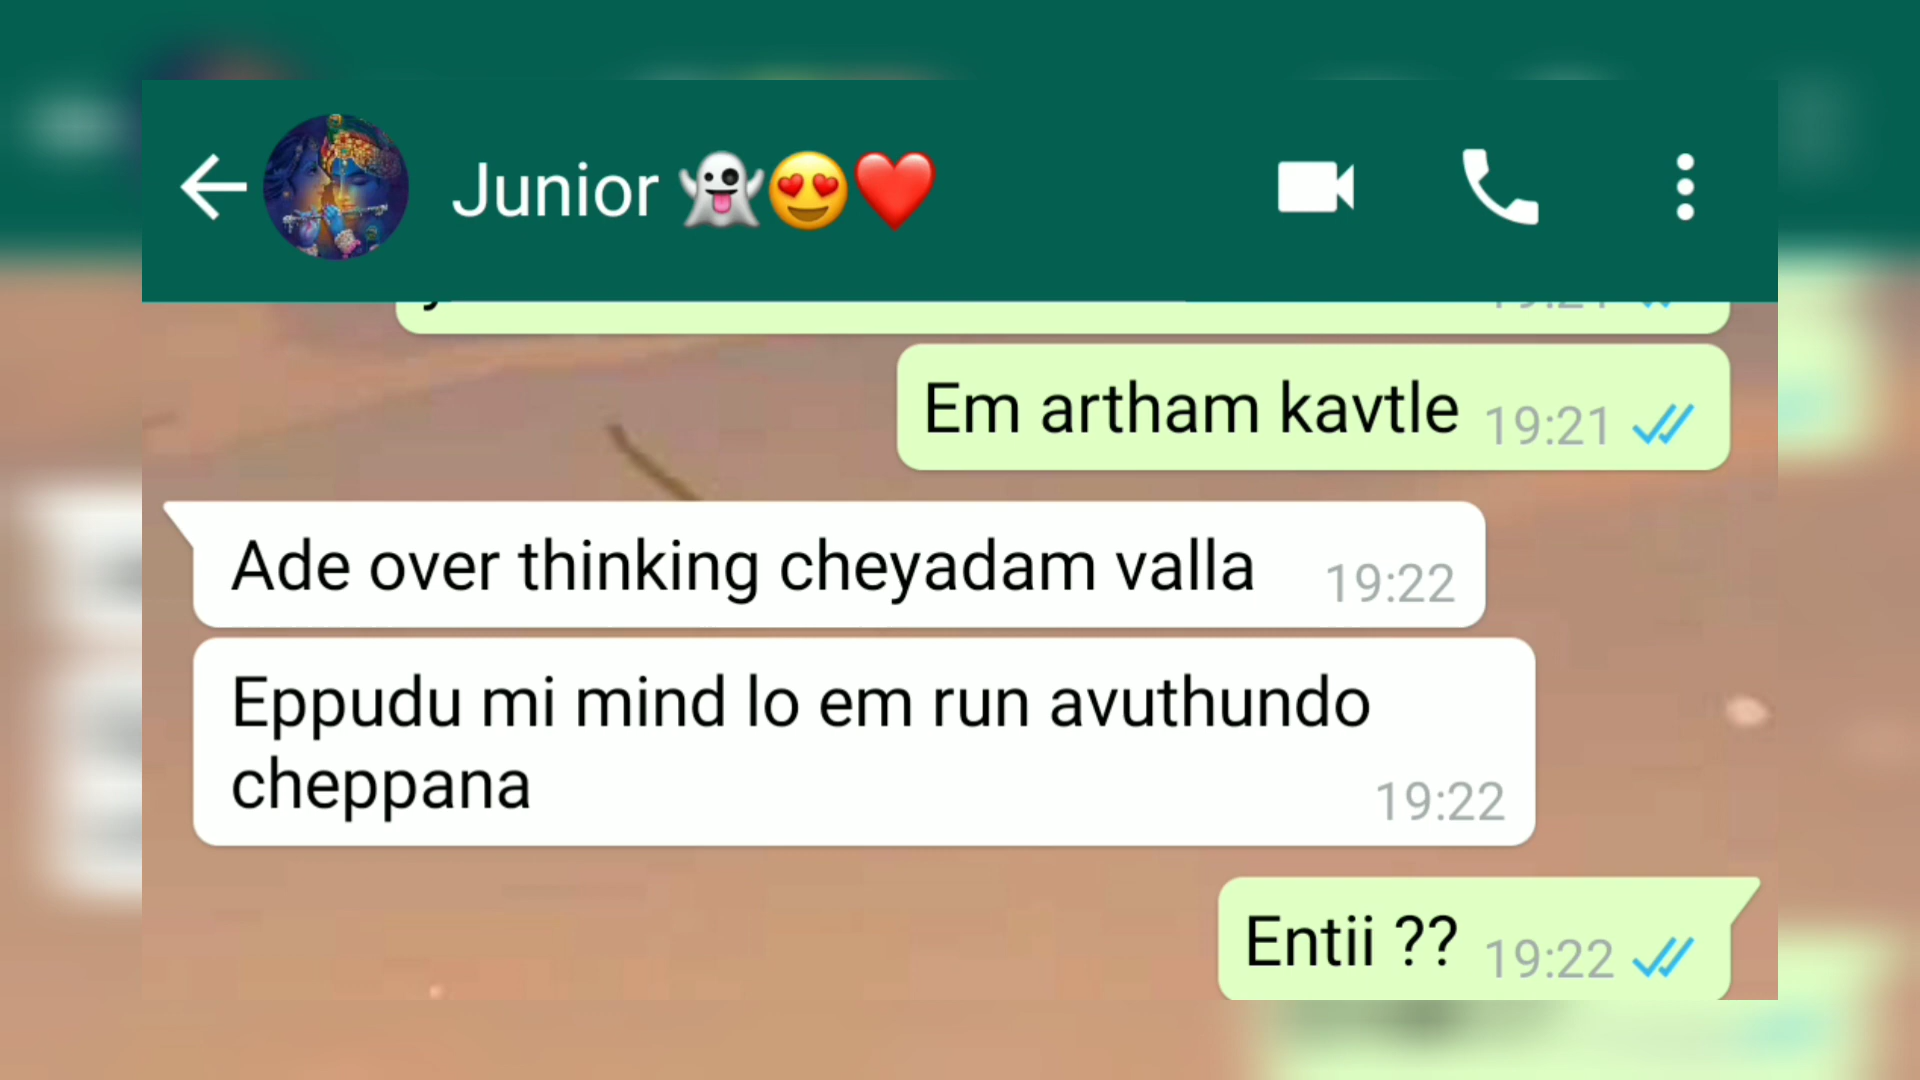 Junior 👻😍❤️
Em artham kavtle 19:21
Ade over thinking cheyadam valla 19:22
Eppudu mi mind lo em run avuthundo
cheppana 19:22
Entii ?? 19:22